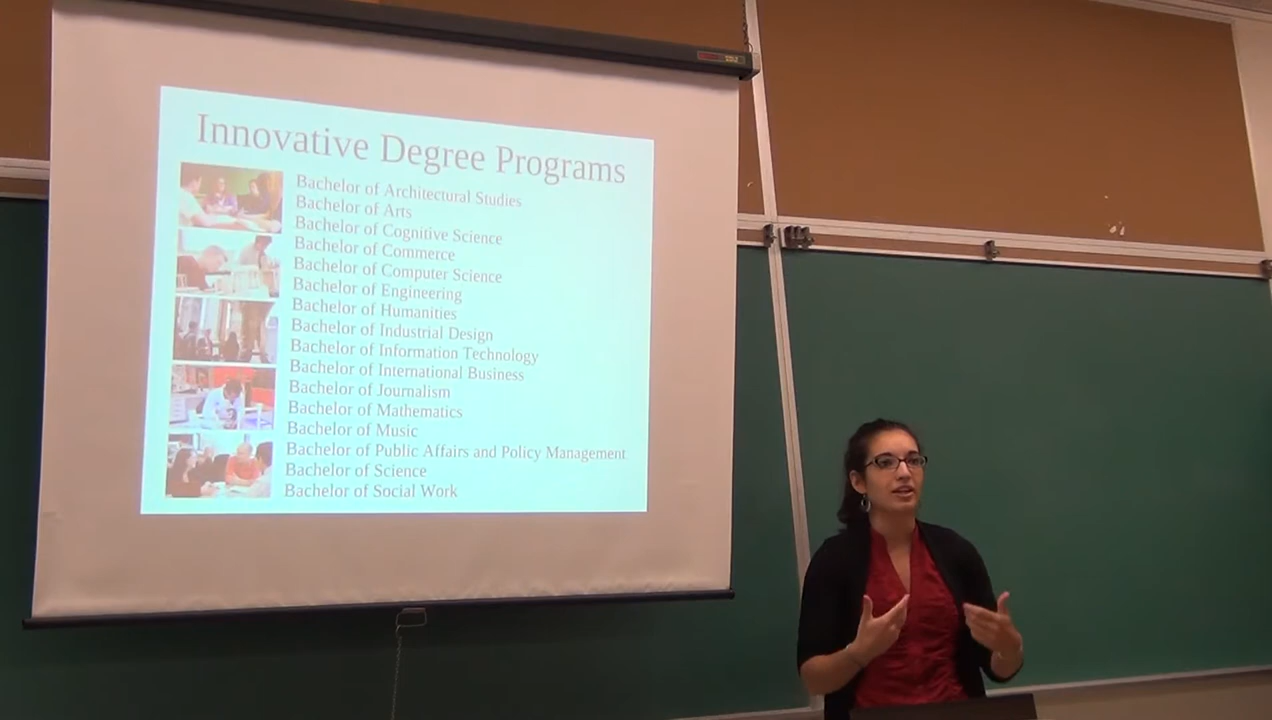 Innovative Degree Programs
Bachelor of Architectural Studies
Bachelor of Arts
Bachelor of Cognitive Science
Bachelor of Commerce
Bachelor of Computer Science
Bachelor of Engineering
Bachelor of Humanities
Bachelor of Industrial Design
Bachelor of Information Technology
Bachelor of International Business
Bachelor of Journalism
Bachelor of Mathematics
Bachelor of Music
Bachelor of Public Affairs and Policy Management
Bachelor of Science
Bachelor of Social Work